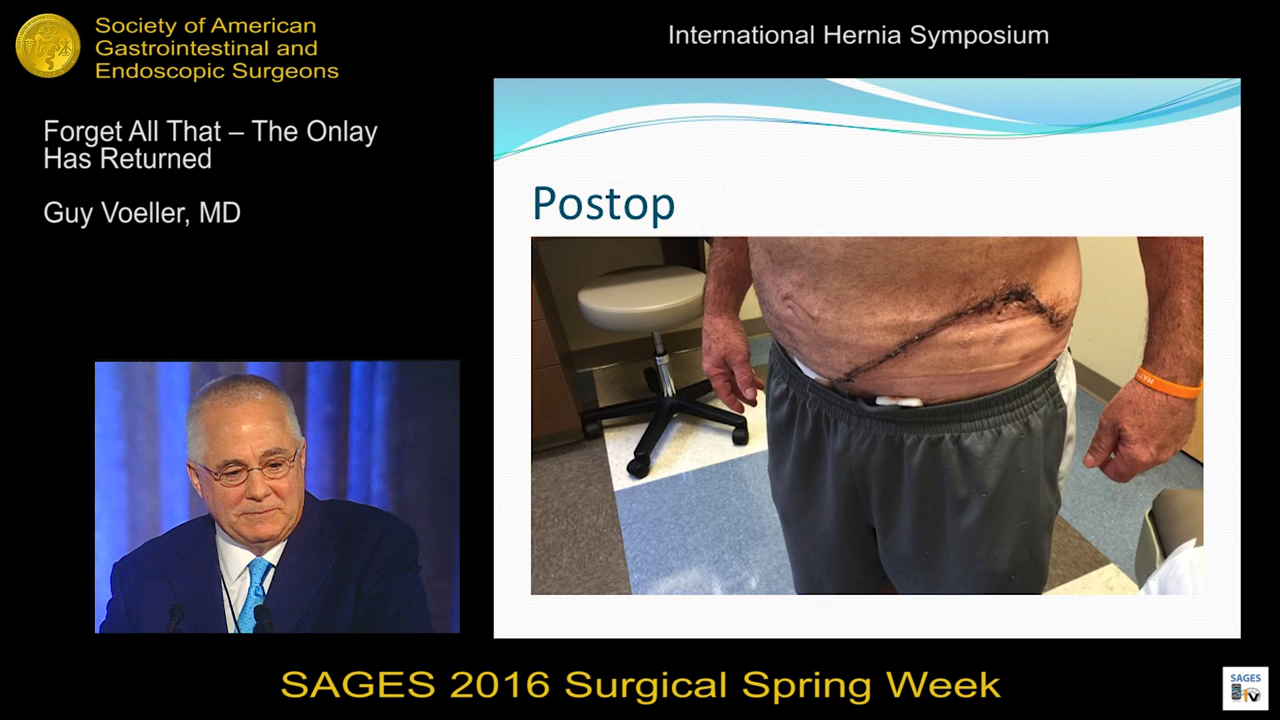 Society of American
Gastrointestinal and
Endoscopic Surgeons
International Hernia Symposium
Forget All That – The Onlay
Has Returned
Guy Voeller, MD
Postop
SAGES 2016 Surgical Spring Week
SAGES
TV